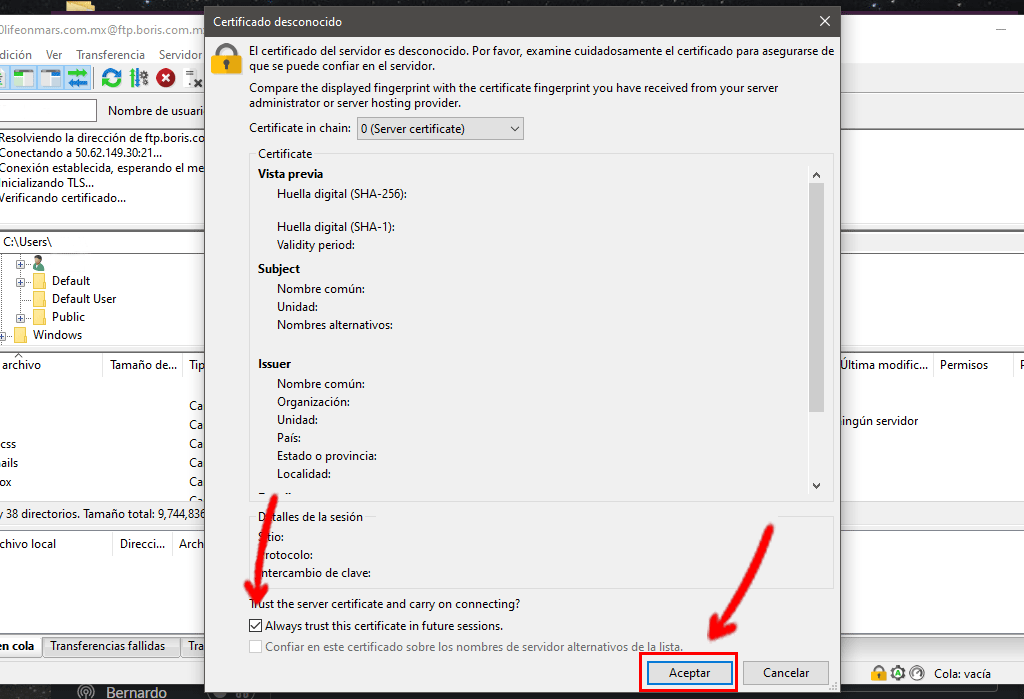 Certificado desconocido
0lifeonmars.com.mx@ftp.boris.com.mx
dición Ver Transferencia Servidor
Nombre de usuari
Resolviendo la dirección de ftp.boris.co
Conectando a 50.62.149.30:21...
Conexión establecida, esperando el me
Inicializando TLS...
Verificando certificado...
C:\Users\
Default
Default User
Public
Windows
archivo Tamaño de... Tip
Ca
Ca
css Ca
ails Ca
ox Ca
Ca
y 38 directorios. Tamaño total: 9,744,836
chivo local Direcci... Arch
en cola Transferencias fallidas Tra
Bernardo
El certificado del servidor es desconocido. Por favor, examine cuidadosamente el certificado para asegurarse de
que se puede confiar en el servidor.
Compare the displayed fingerprint with the certificate fingerprint you have received from your server
administrator or server hosting provider.
Certificate in chain: 0 (Server certificate)
Certificate
Vista previa
Huella digital (SHA-256):
Huella digital (SHA-1):
Validity period:
Subject
Nombre común:
Unidad:
Nombres alternativos:
Issuer
Nombre común:
Organización:
Unidad:
País:
Estado o provincia:
Localidad:
Detalles de la sesión
Sitio:
Protocolo:
Intercambio de clave:
Trust the server certificate and carry on connecting?
Always trust this certificate in future sessions.
Confiar en este certificado sobre los nombres de servidor alternativos de la lista.
Aceptar Cancelar
Última modific... Permisos P
ingún servidor
Cola: vacía